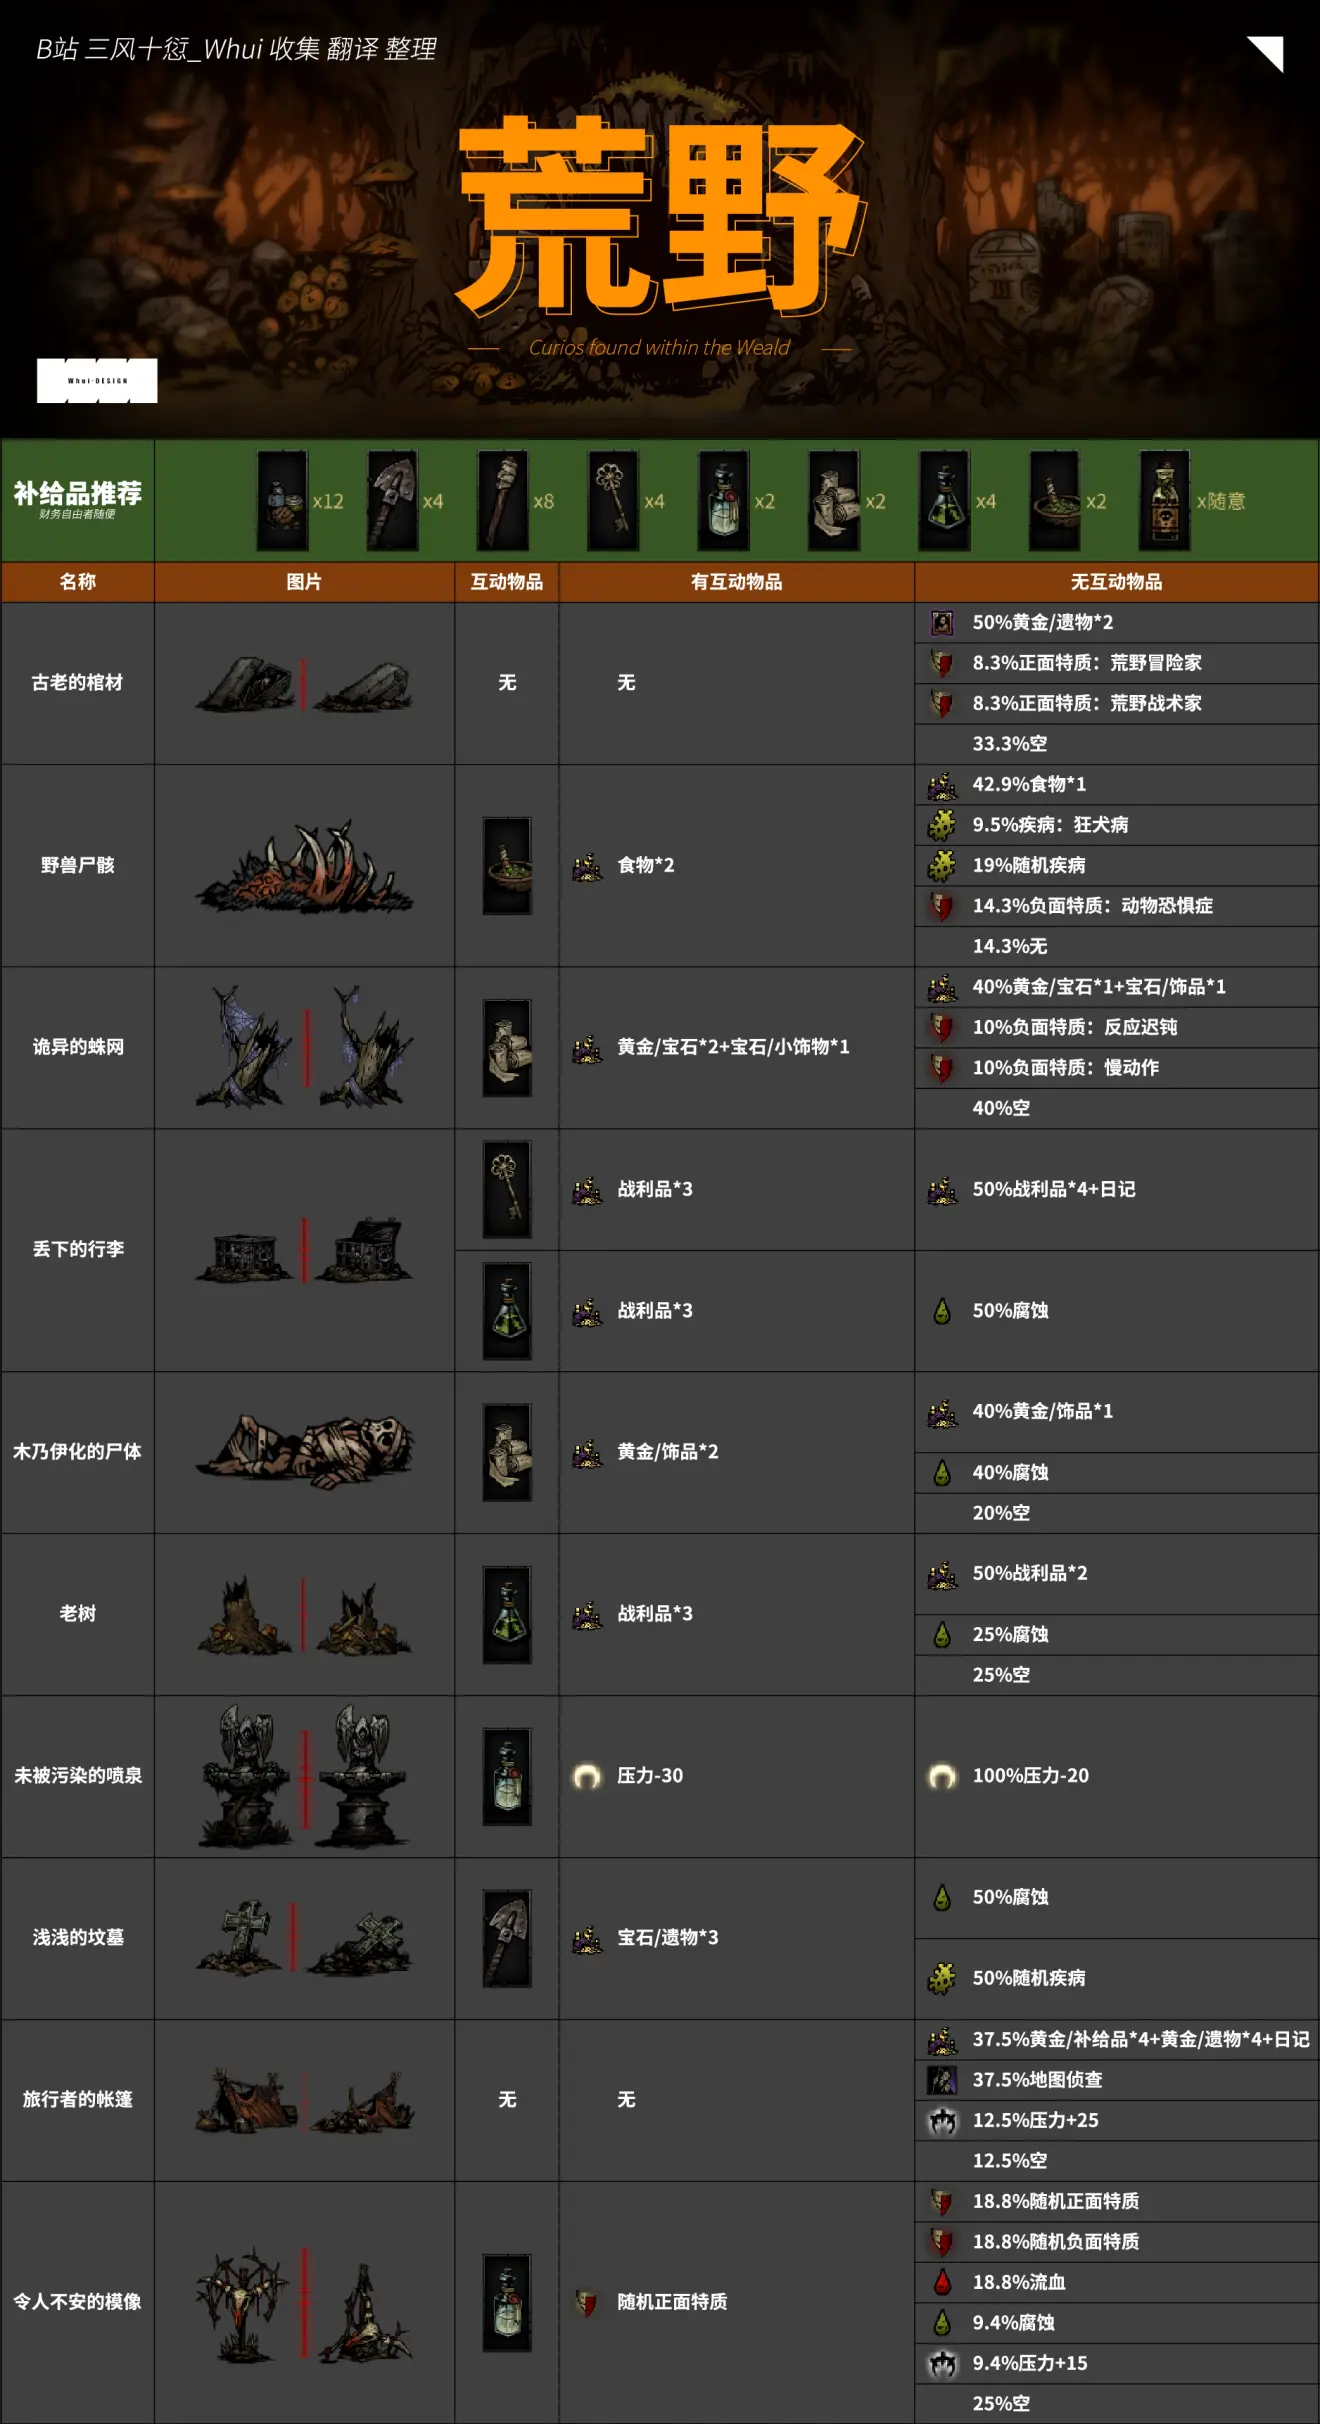 B站 三风十愆_Whui 收集 翻译 整理
荒野
Curios found within the Weald
Whui·DESIGN
补给品推荐
财务自由者随便
x12 x4 x8 x4 x2 x2 x4 x2 x随意
名称 图片 互动物品 有互动物品 无互动物品
古老的棺材 无 无
50%黄金/遗物*2
8.3%正面特质：荒野冒险家
8.3%正面特质：荒野战术家
33.3%空
野兽尸骸
食物*2
42.9%食物*1
9.5%疾病：狂犬病
19%随机疾病
14.3%负面特质：动物恐惧症
14.3%无
诡异的蛛网
黄金/宝石*2+宝石/小饰物*1
40%黄金/宝石*1+宝石/饰品*1
10%负面特质：反应迟钝
10%负面特质：慢动作
40%空
丢下的行李
战利品*3
50%战利品*4+日记
战利品*3
50%腐蚀
木乃伊化的尸体
黄金/饰品*2
40%黄金/饰品*1
40%腐蚀
20%空
老树
战利品*3
50%战利品*2
25%腐蚀
25%空
未被污染的喷泉
压力-30
100%压力-20
浅浅的坟墓
宝石/遗物*3
50%腐蚀
50%随机疾病
旅行者的帐篷 无 无
37.5%黄金/补给品*4+黄金/遗物*4+日记
37.5%地图侦查
12.5%压力+25
12.5%空
令人不安的模像
随机正面特质
18.8%随机正面特质
18.8%随机负面特质
18.8%流血
9.4%腐蚀
9.4%压力+15
25%空